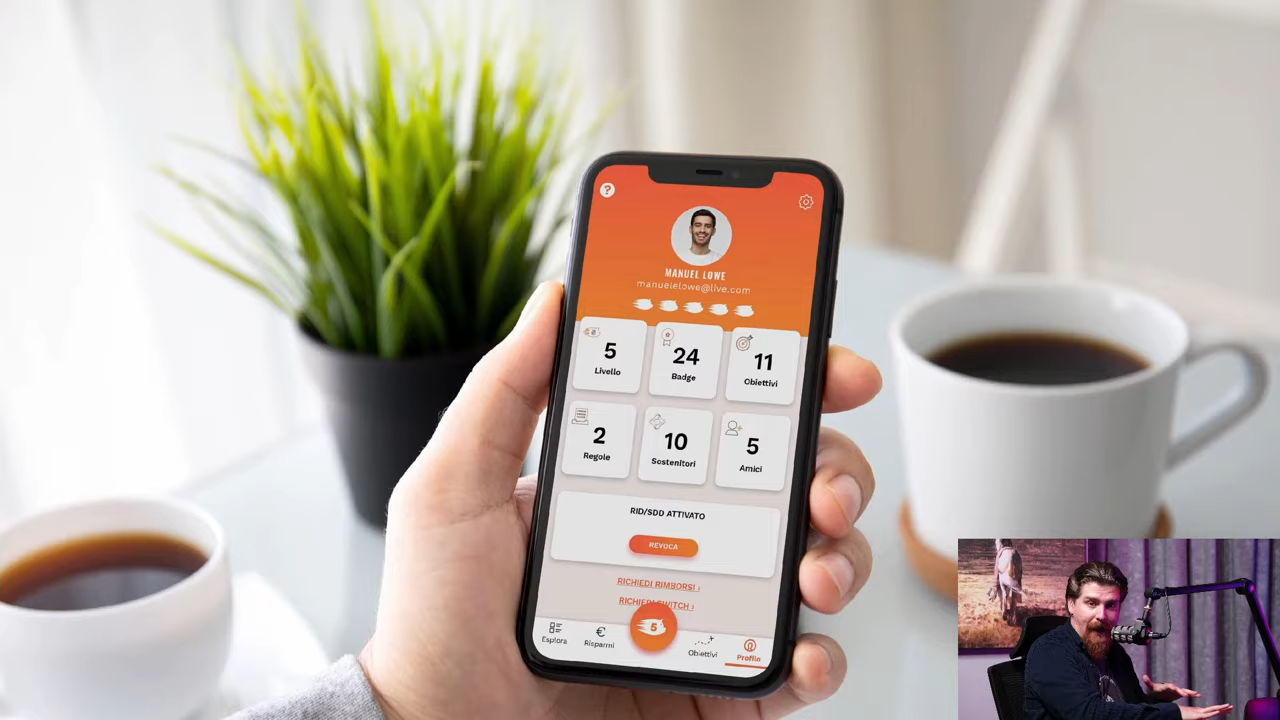 ?
MANUEL LOWE
manuelelowe@live.com
5
Livello
24
Badge
11
Obiettivi
2
Regole
10
Sostenitori
5
Amici
RID/SDD ATTIVATO
REVOCA
RICHIEDI RIMBORSI ›
RICHIEDI SWITCH ›
5
Esplora
€
Risparmi
Obiettivi
Profilo